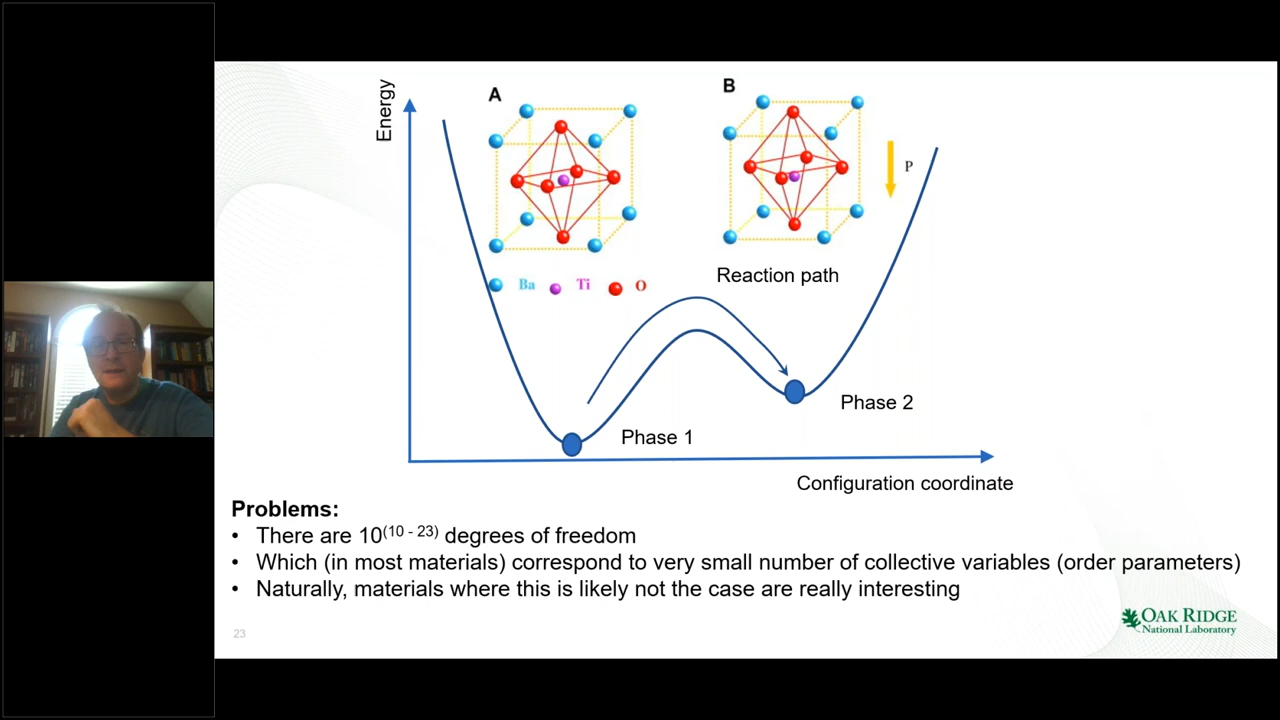 Energy
A
B
P
Ba Ti O
Reaction path
Phase 1
Phase 2
Configuration coordinate
Problems:
• There are 10(10 - 23) degrees of freedom
• Which (in most materials) correspond to very small number of collective variables (order parameters)
• Naturally, materials where this is likely not the case are really interesting
23
OAK RIDGE
National Laboratory